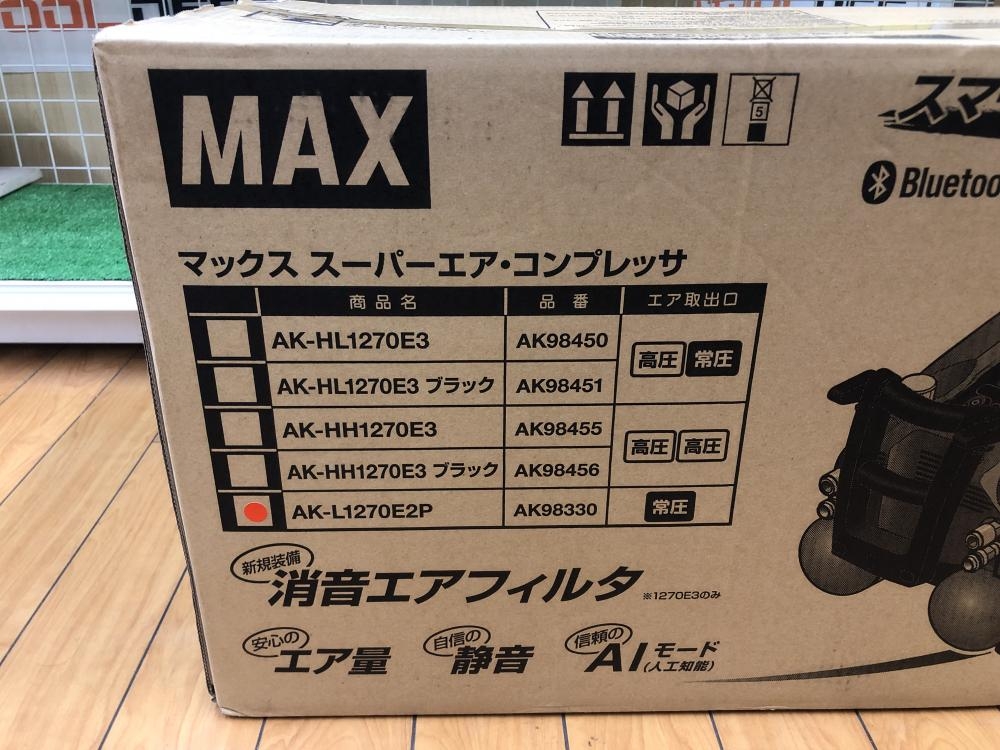 MAX
5
スマ
Bluetoo
マックス スーパーエア・コンプレッサ
商品名 品番 エア取出口
AK-HL1270E3 AK98450 高圧 常圧
AK-HL1270E3 ブラック AK98451
AK-HH1270E3 AK98455 高圧 高圧
AK-HH1270E3 ブラック AK98456
AK-L1270E2P AK98330 常圧
新規装備 消音エアフィルタ ※1270E3のみ
安心の エア量 自信の 静音 信頼の AIモード (人工知能)